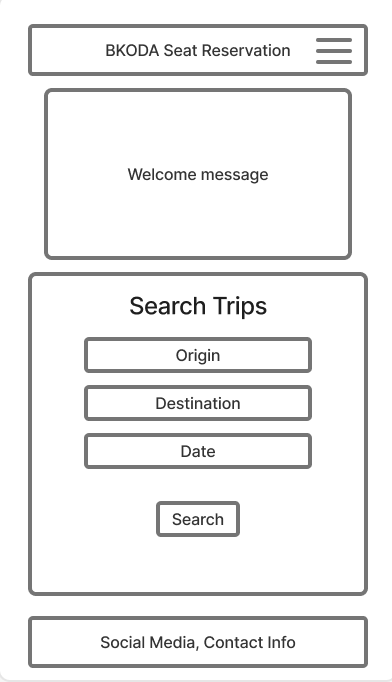 BKODA Seat Reservation
Welcome message
Search Trips
Origin
Destination
Date
Search
Social Media, Contact Info